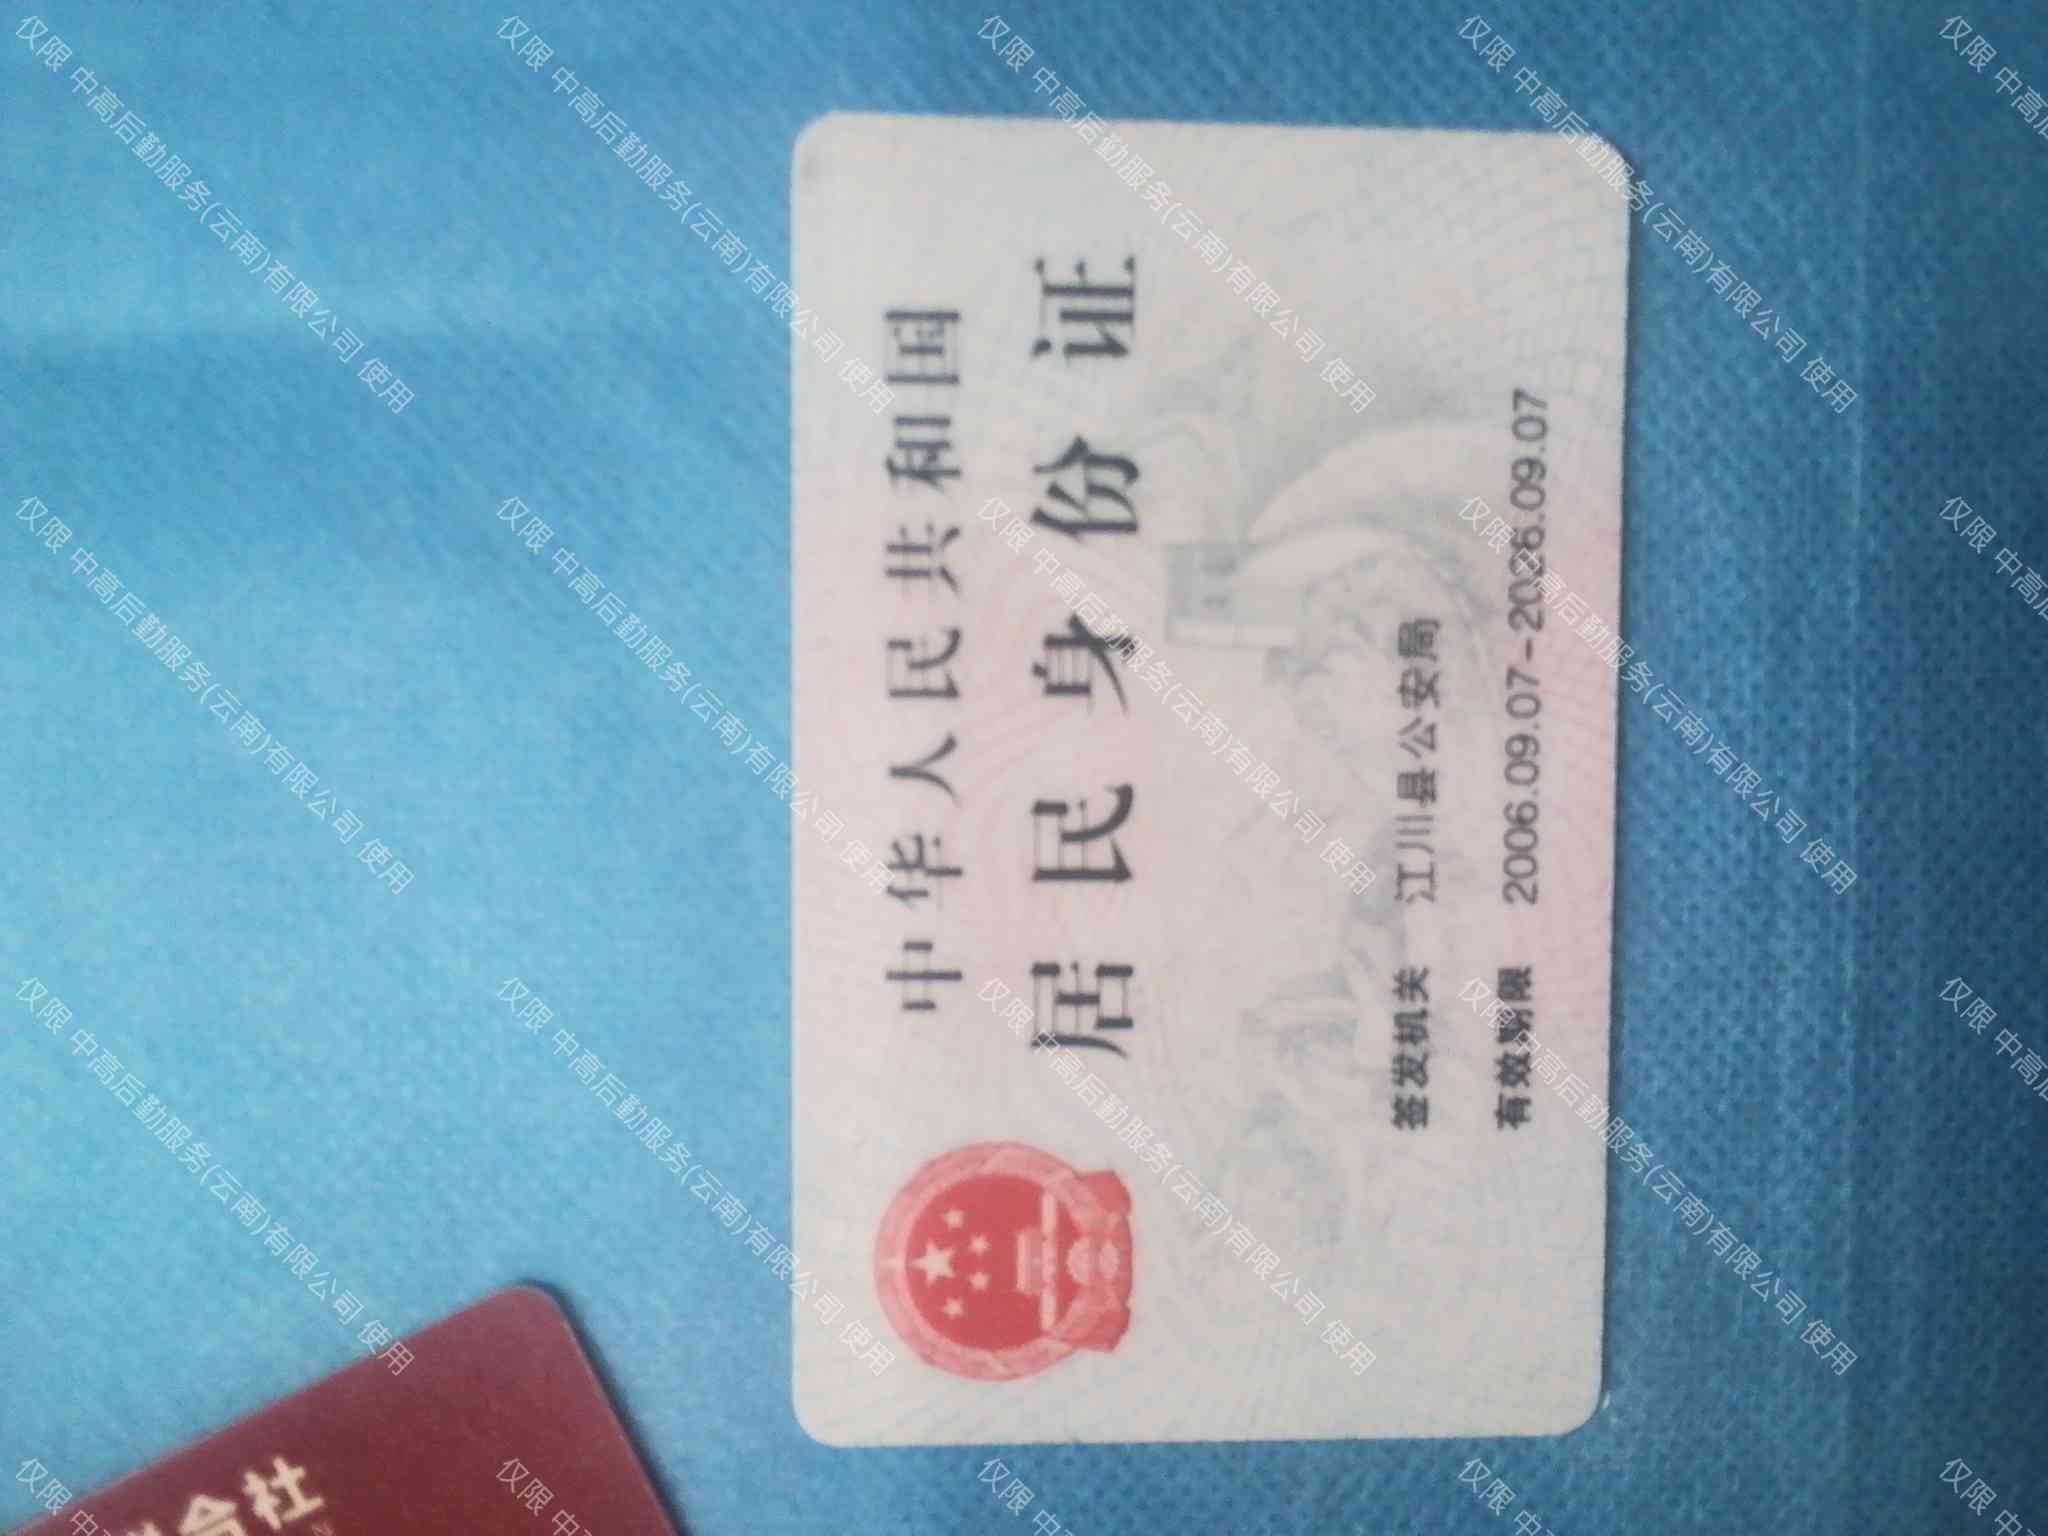 中华人民共和国
居民身份证
签发机关 江川县公安局
有效期限 2006.09.07-2026.09.07
合社
仅限 中高后勤服务(云南)有限公司 使用